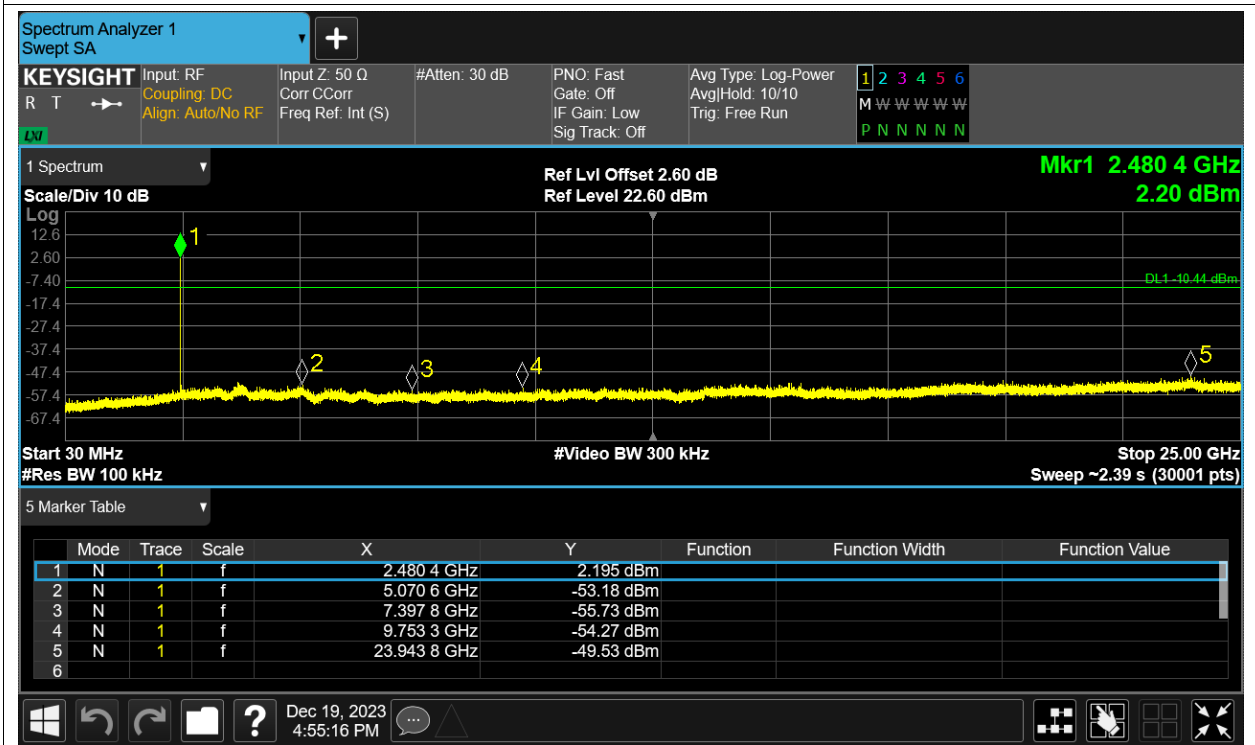 Spectrum Analyzer 1
Swept SA
+
KEYSIGHT Input: RF Input Z: 50 Ω #Atten: 30 dB PNO: Fast Avg Type: Log-Power 1 2 3 4 5 6
R T Coupling: DC Corr CCorr Gate: Off Avg|Hold: 10/10 M W W W W W
Align: Auto/No RF Freq Ref: Int (S) IF Gain: Low Trig: Free Run
LXI Sig Track: Off P N N N N N
1 Spectrum Ref Lvl Offset 2.60 dB Mkr1 2.480 4 GHz
Scale/Div 10 dB Ref Level 22.60 dBm 2.20 dBm
Log
12.6
1
2.60
-7.40 DL1 -10.44 dBm
-17.4
-27.4
-37.4
2 3 4 5
-47.4
-57.4
-67.4
Start 30 MHz #Video BW 300 kHz Stop 25.00 GHz
#Res BW 100 kHz Sweep ~2.39 s (30001 pts)
5 Marker Table
Mode Trace Scale X Y Function Function Width Function Value
1 N 1 f 2.480 4 GHz 2.195 dBm
2 N 1 f 5.070 6 GHz -53.18 dBm
3 N 1 f 7.397 8 GHz -55.73 dBm
4 N 1 f 9.753 3 GHz -54.27 dBm
5 N 1 f 23.943 8 GHz -49.53 dBm
6
? Dec 19, 2023
4:55:16 PM